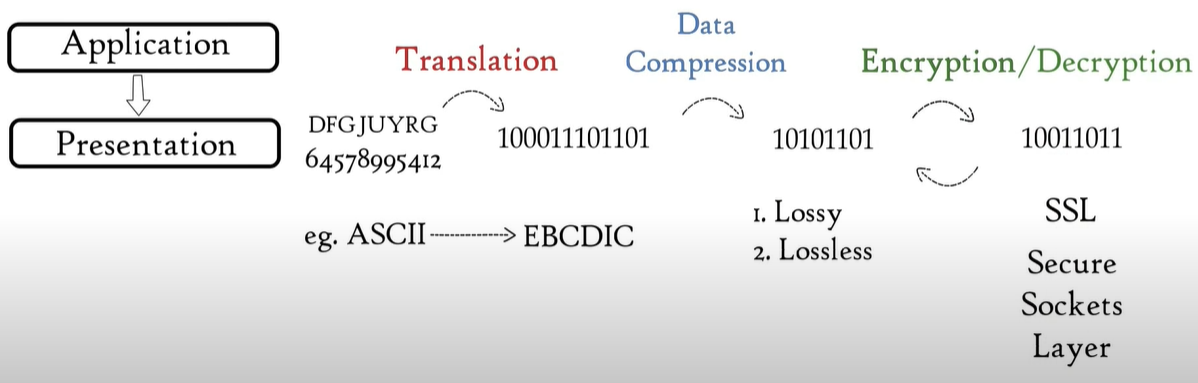 Application
Presentation
Translation
DFGJUYRG
64578995412
100011101101
eg. ASCII EBCDIC
Data
Compression
10101101
1. Lossy
2. Lossless
Encryption/Decryption
10011011
SSL
Secure
Sockets
Layer